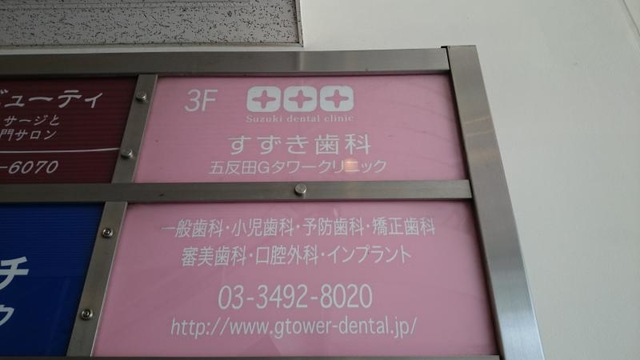 ビューティ
サージと
門サロン
-6070
チ
ク
3F
Suzuki dental clinic
すずき歯科
五反田Gタワークリニック
一般歯科・小児歯科・予防歯科・矯正歯科
審美歯科・口腔外科・インプラント
03-3492-8020
http://www.gtower-dental.jp/